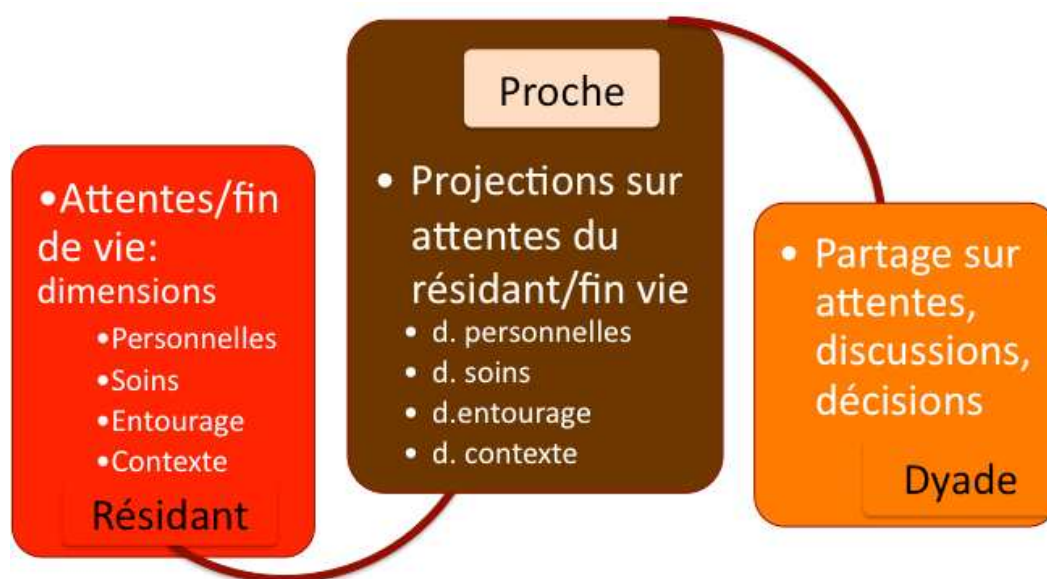 •Attentes/fin
de vie:
dimensions
•Personnelles
•Soins
•Entourage
•Contexte
Résidant
Proche
• Projections sur
attentes du
résidant/fin vie
• d. personnelles
• d. soins
• d.entourage
• d. contexte
• Partage sur
attentes,
discussions,
décisions
Dyade